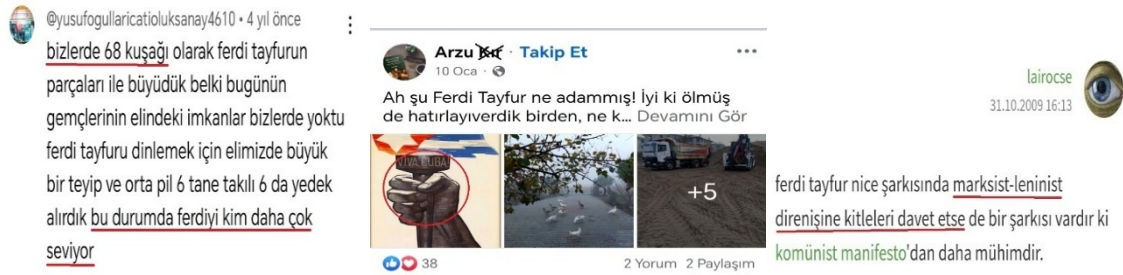 @yusufogullaricatioluksanay4610 • 4 yıl önce
bizlerde 68 kuşağı olarak ferdi tayfurun
parçaları ile büyüdük belki bugünün
gemçlerinin elindeki imkanlar bizlerde yoktu
ferdi tayfuru dinlemek için elimizde büyük
bir teyip ve orta pil 6 tane takılı 6 da yedek
alırdık bu durumda ferdiyi kim daha çok
seviyor
Arzu · Takip Et
10 Oca ·
Ah şu Ferdi Tayfur ne adammış! İyi ki ölmüş
de hatırlayıverdik birden, ne k... Devamını Gör
VIVA CUBA
+5
38
2 Yorum 2 Paylaşım
lairocse
31.10.2009 16:13
ferdi tayfur nice şarkısında marksist-leninist
direnişine kitleleri davet etse de bir şarkısı vardır ki
komünist manifesto'dan daha mühimdir.